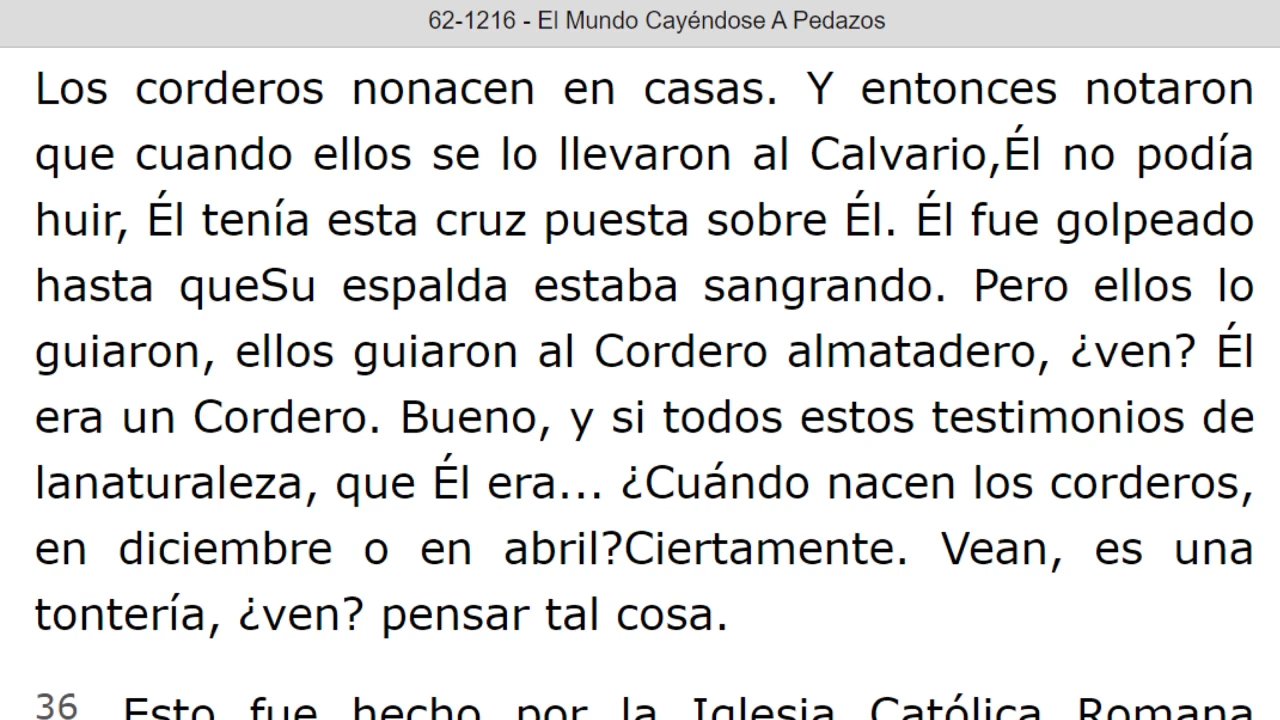 62-1216 - El Mundo Cayéndose A Pedazos
Los corderos nonacen en casas. Y entonces notaron
que cuando ellos se lo llevaron al Calvario,Él no podía
huir, Él tenía esta cruz puesta sobre Él. Él fue golpeado
hasta queSu espalda estaba sangrando. Pero ellos lo
guiaron, ellos guiaron al Cordero almatadero, ¿ven? Él
era un Cordero. Bueno, y si todos estos testimonios de
lanaturaleza, que Él era... ¿Cuándo nacen los corderos,
en diciembre o en abril?Ciertamente. Vean, es una
tontería, ¿ven? pensar tal cosa.
36 Esto fue hecho por la Iglesia Católica Romana